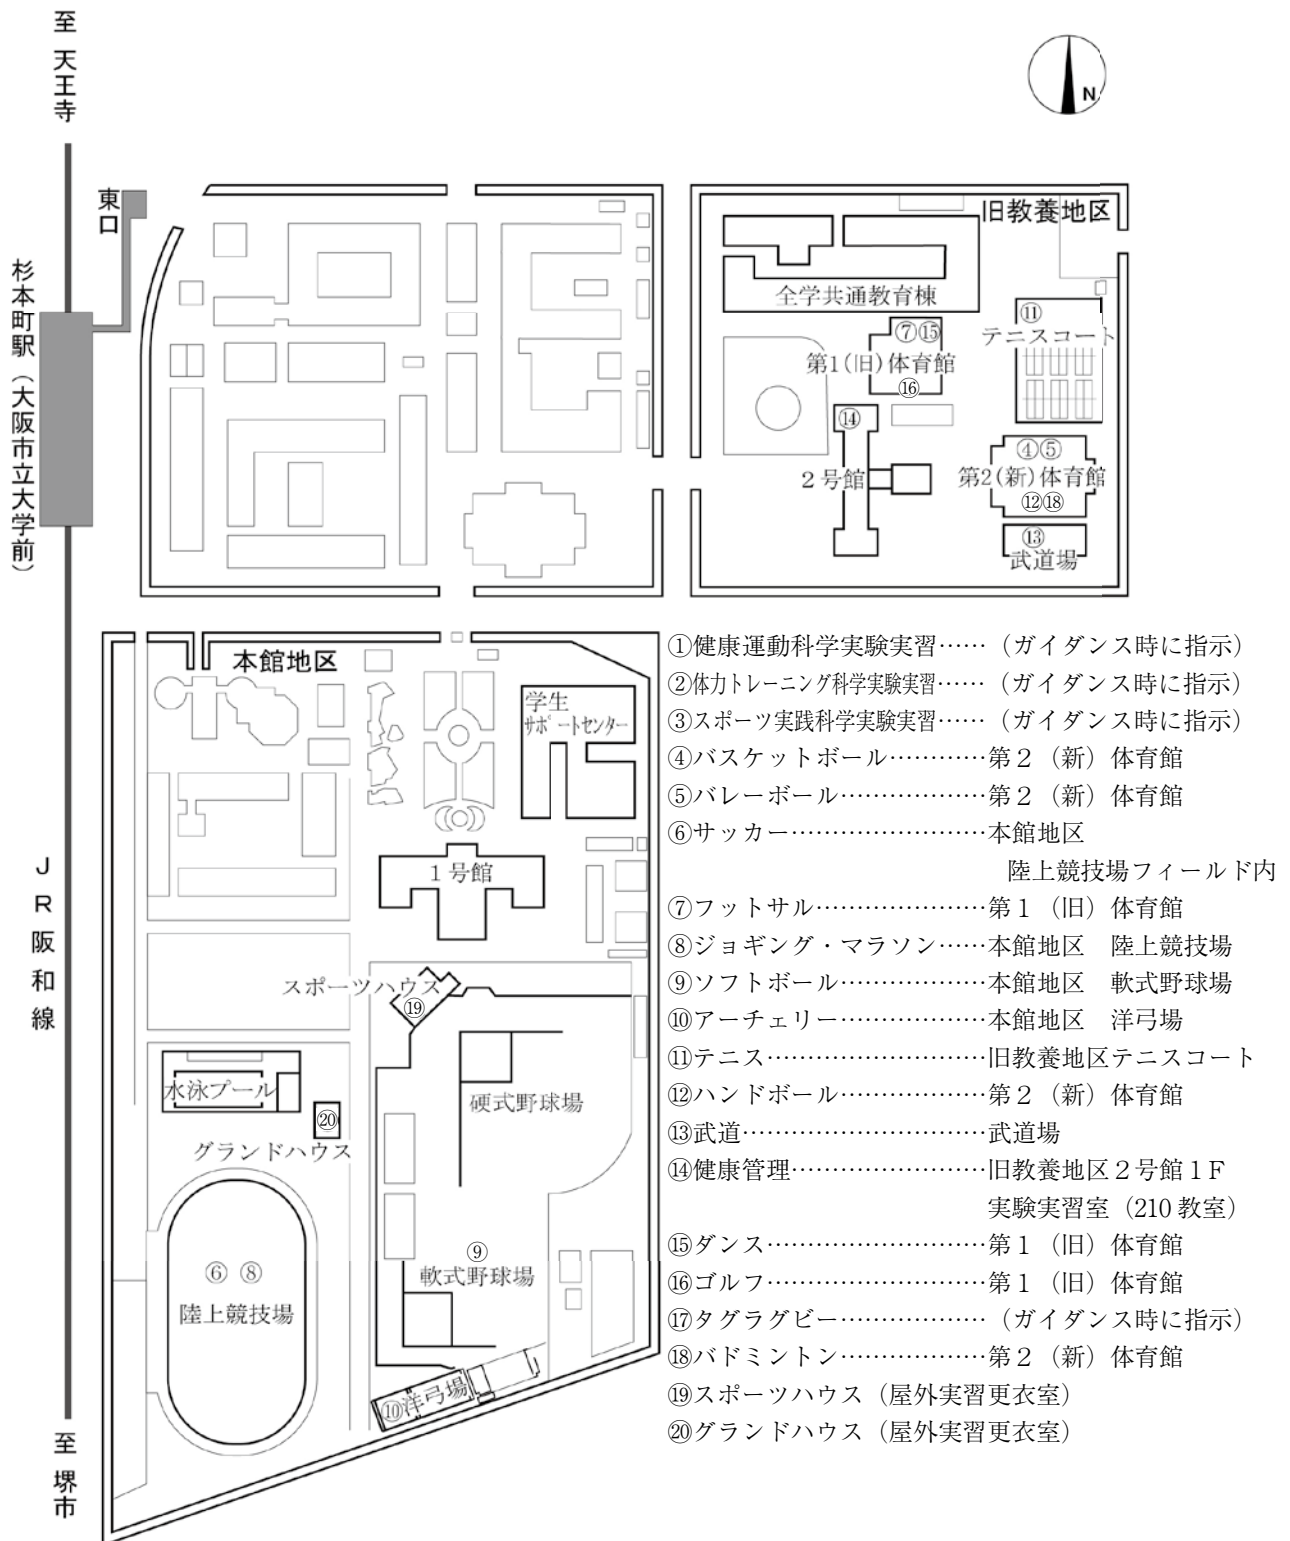 至 天王寺
N
東口
杉本町駅（大阪市立大学前）
旧教養地区
全学共通教育棟
⑪
テニスコート
⑦⑮
第1(旧)体育館
⑯
⑭
2号館
④⑤
第2(新)体育館
⑫⑱
⑬
武道場
本館地区
学生
サポートセンター
1号館
JR阪和線
スポーツハウス
⑲
水泳プール
⑳
グランドハウス
硬式野球場
⑨
軟式野球場
⑥ ⑧
陸上競技場
⑩洋弓場
至 堺市
①健康運動科学実験実習……（ガイダンス時に指示）
②体力トレーニング科学実験実習……（ガイダンス時に指示）
③スポーツ実践科学実験実習……（ガイダンス時に指示）
④バスケットボール…………第２（新）体育館
⑤バレーボール………………第２（新）体育館
⑥サッカー……………………本館地区
陸上競技場フィールド内
⑦フットサル…………………第１（旧）体育館
⑧ジョギング・マラソン……本館地区　陸上競技場
⑨ソフトボール………………本館地区　軟式野球場
⑩アーチェリー………………本館地区　洋弓場
⑪テニス………………………旧教養地区テニスコート
⑫ハンドボール………………第２（新）体育館
⑬武道…………………………武道場
⑭健康管理……………………旧教養地区２号館１F
実験実習室（210 教室）
⑮ダンス………………………第１（旧）体育館
⑯ゴルフ………………………第１（旧）体育館
⑰タグラグビー………………（ガイダンス時に指示）
⑱バドミントン………………第２（新）体育館
⑲スポーツハウス（屋外実習更衣室）
⑳グランドハウス（屋外実習更衣室）